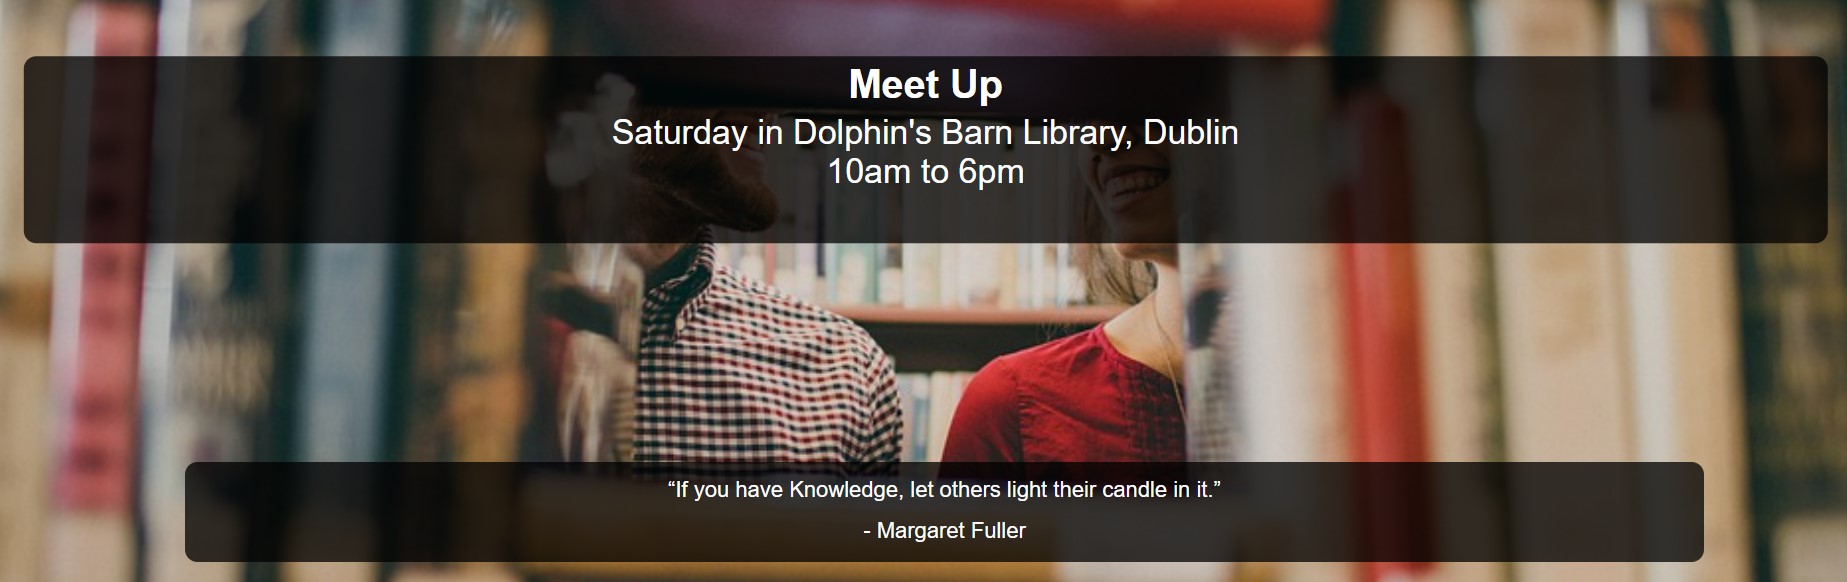 Meet Up
Saturday in Dolphin's Barn Library, Dublin
10am to 6pm
“If you have Knowledge, let others light their candle in it.”
- Margaret Fuller